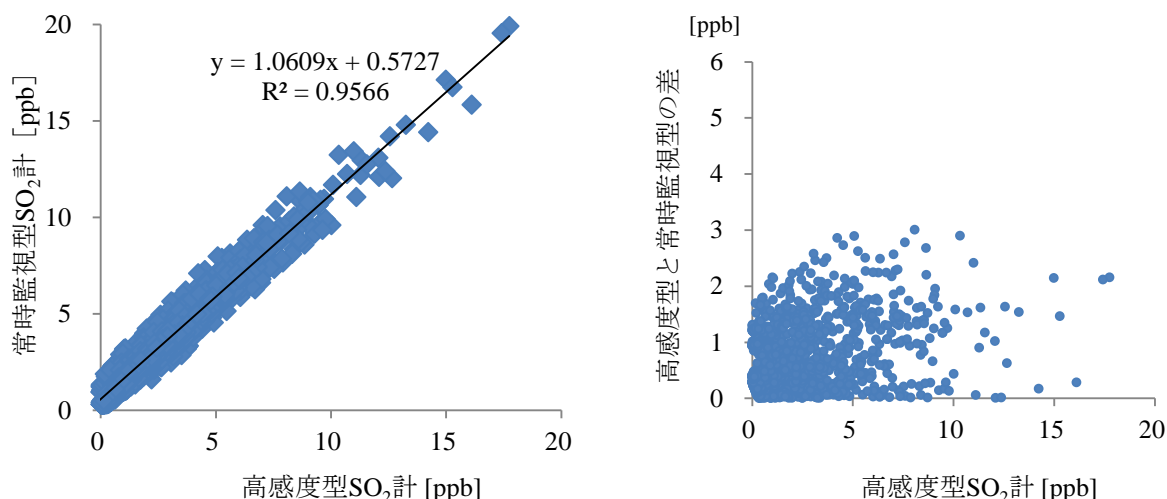 20
15
10
5
0
y = 1.0609x + 0.5727
R² = 0.9566
常時監視型SO₂計 [ppb]
0 5 10 15 20
高感度型SO₂計 [ppb]
[ppb]
6
5
4
3
2
1
0
高感度型と常時監視型の差
0 5 10 15 20
高感度型SO₂計 [ppb]